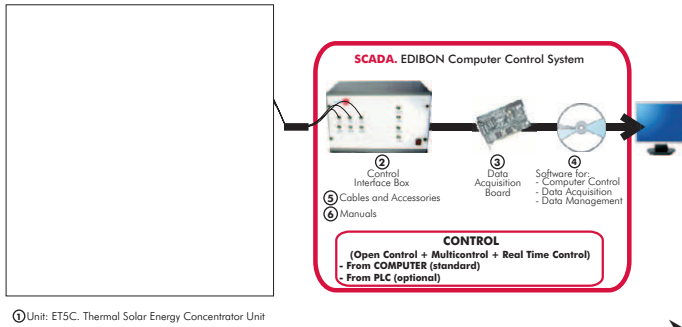 SCADA. EDIBON Computer Control System
2
Control
Interface Box
3
Data
Acquisition
Board
4
Software for:
- Computer Control
- Data Acquisition
- Data Management
5 Cables and Accessories
6 Manuals
CONTROL
(Open Control + Multicontrol + Real Time Control)
- From COMPUTER (standard)
- From PLC (optional)
1 Unit: ET5C. Thermal Solar Energy Concentrator Unit